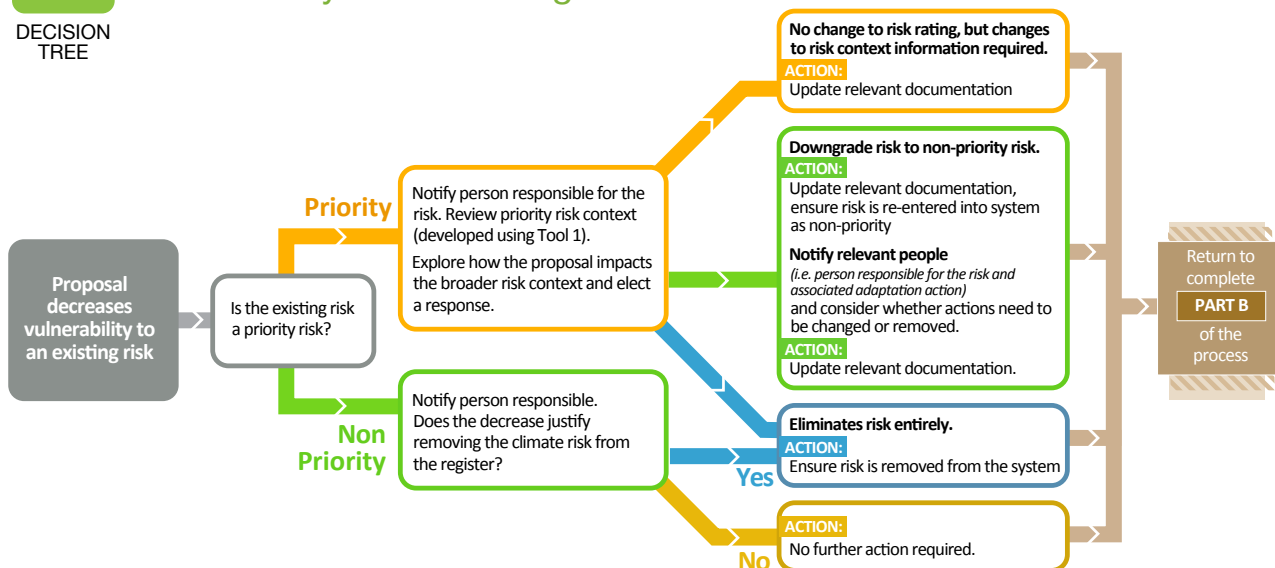 DECISION
TREE
Proposal
decreases
vulnerability to
an existing risk
Is the existing risk
a priority risk?
Priority
Notify person responsible for the
risk. Review priority risk context
(developed using Tool 1).
Explore how the proposal impacts
the broader risk context and elect
a response.
Non
Priority
Notify person responsible.
Does the decrease justify
removing the climate risk from
the register?
Yes
No
No change to risk rating, but changes
to risk context information required.
ACTION:
Update relevant documentation
Downgrade risk to non-priority risk.
ACTION:
Update relevant documentation,
ensure risk is re-entered into system
as non-priority
Notify relevant people
(i.e. person responsible for the risk and
associated adaptation action)
and consider whether actions need to
be changed or removed.
ACTION:
Update relevant documentation.
Eliminates risk entirely.
ACTION:
Ensure risk is removed from the system
ACTION:
No further action required.
Return to
complete
PART B
of the
process